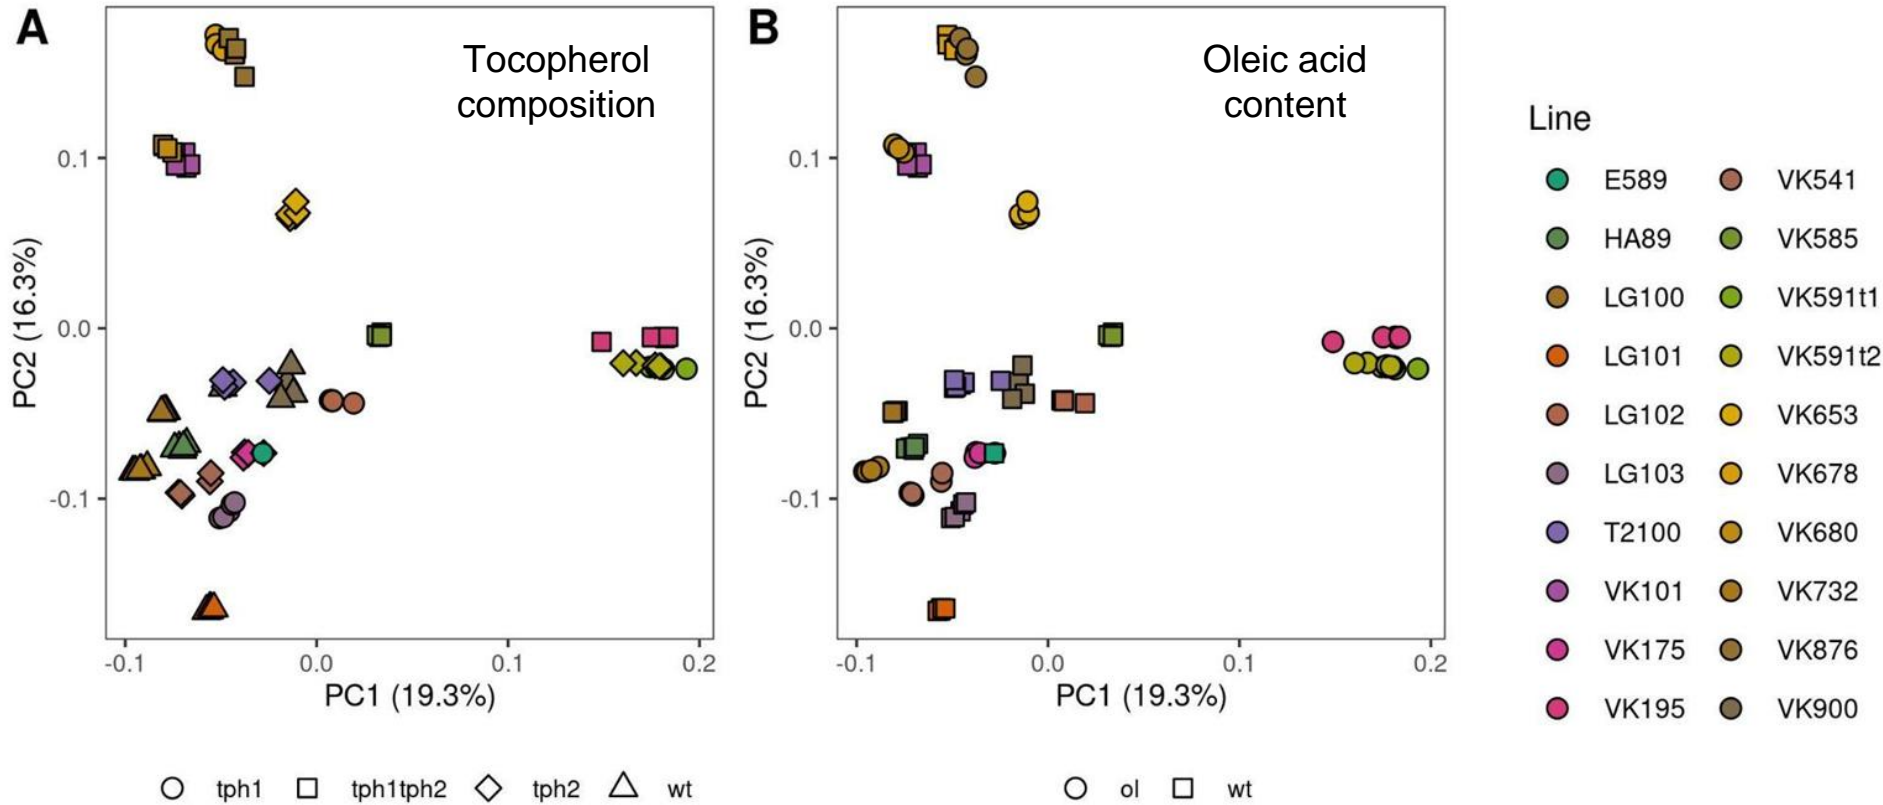 A
Tocopherol
composition
PC2 (16.3%)
0.1
0.0
-0.1
-0.1
0.0
0.1
0.2
PC1 (19.3%)
tph1
tph1tph2
tph2
wt
B
Oleic acid
content
PC2 (16.3%)
0.1
0.0
-0.1
-0.1
0.0
0.1
0.2
PC1 (19.3%)
ol
wt
Line
E589
HA89
LG100
LG101
LG102
LG103
T2100
VK101
VK175
VK195
VK541
VK585
VK591t1
VK591t2
VK653
VK678
VK680
VK732
VK876
VK900